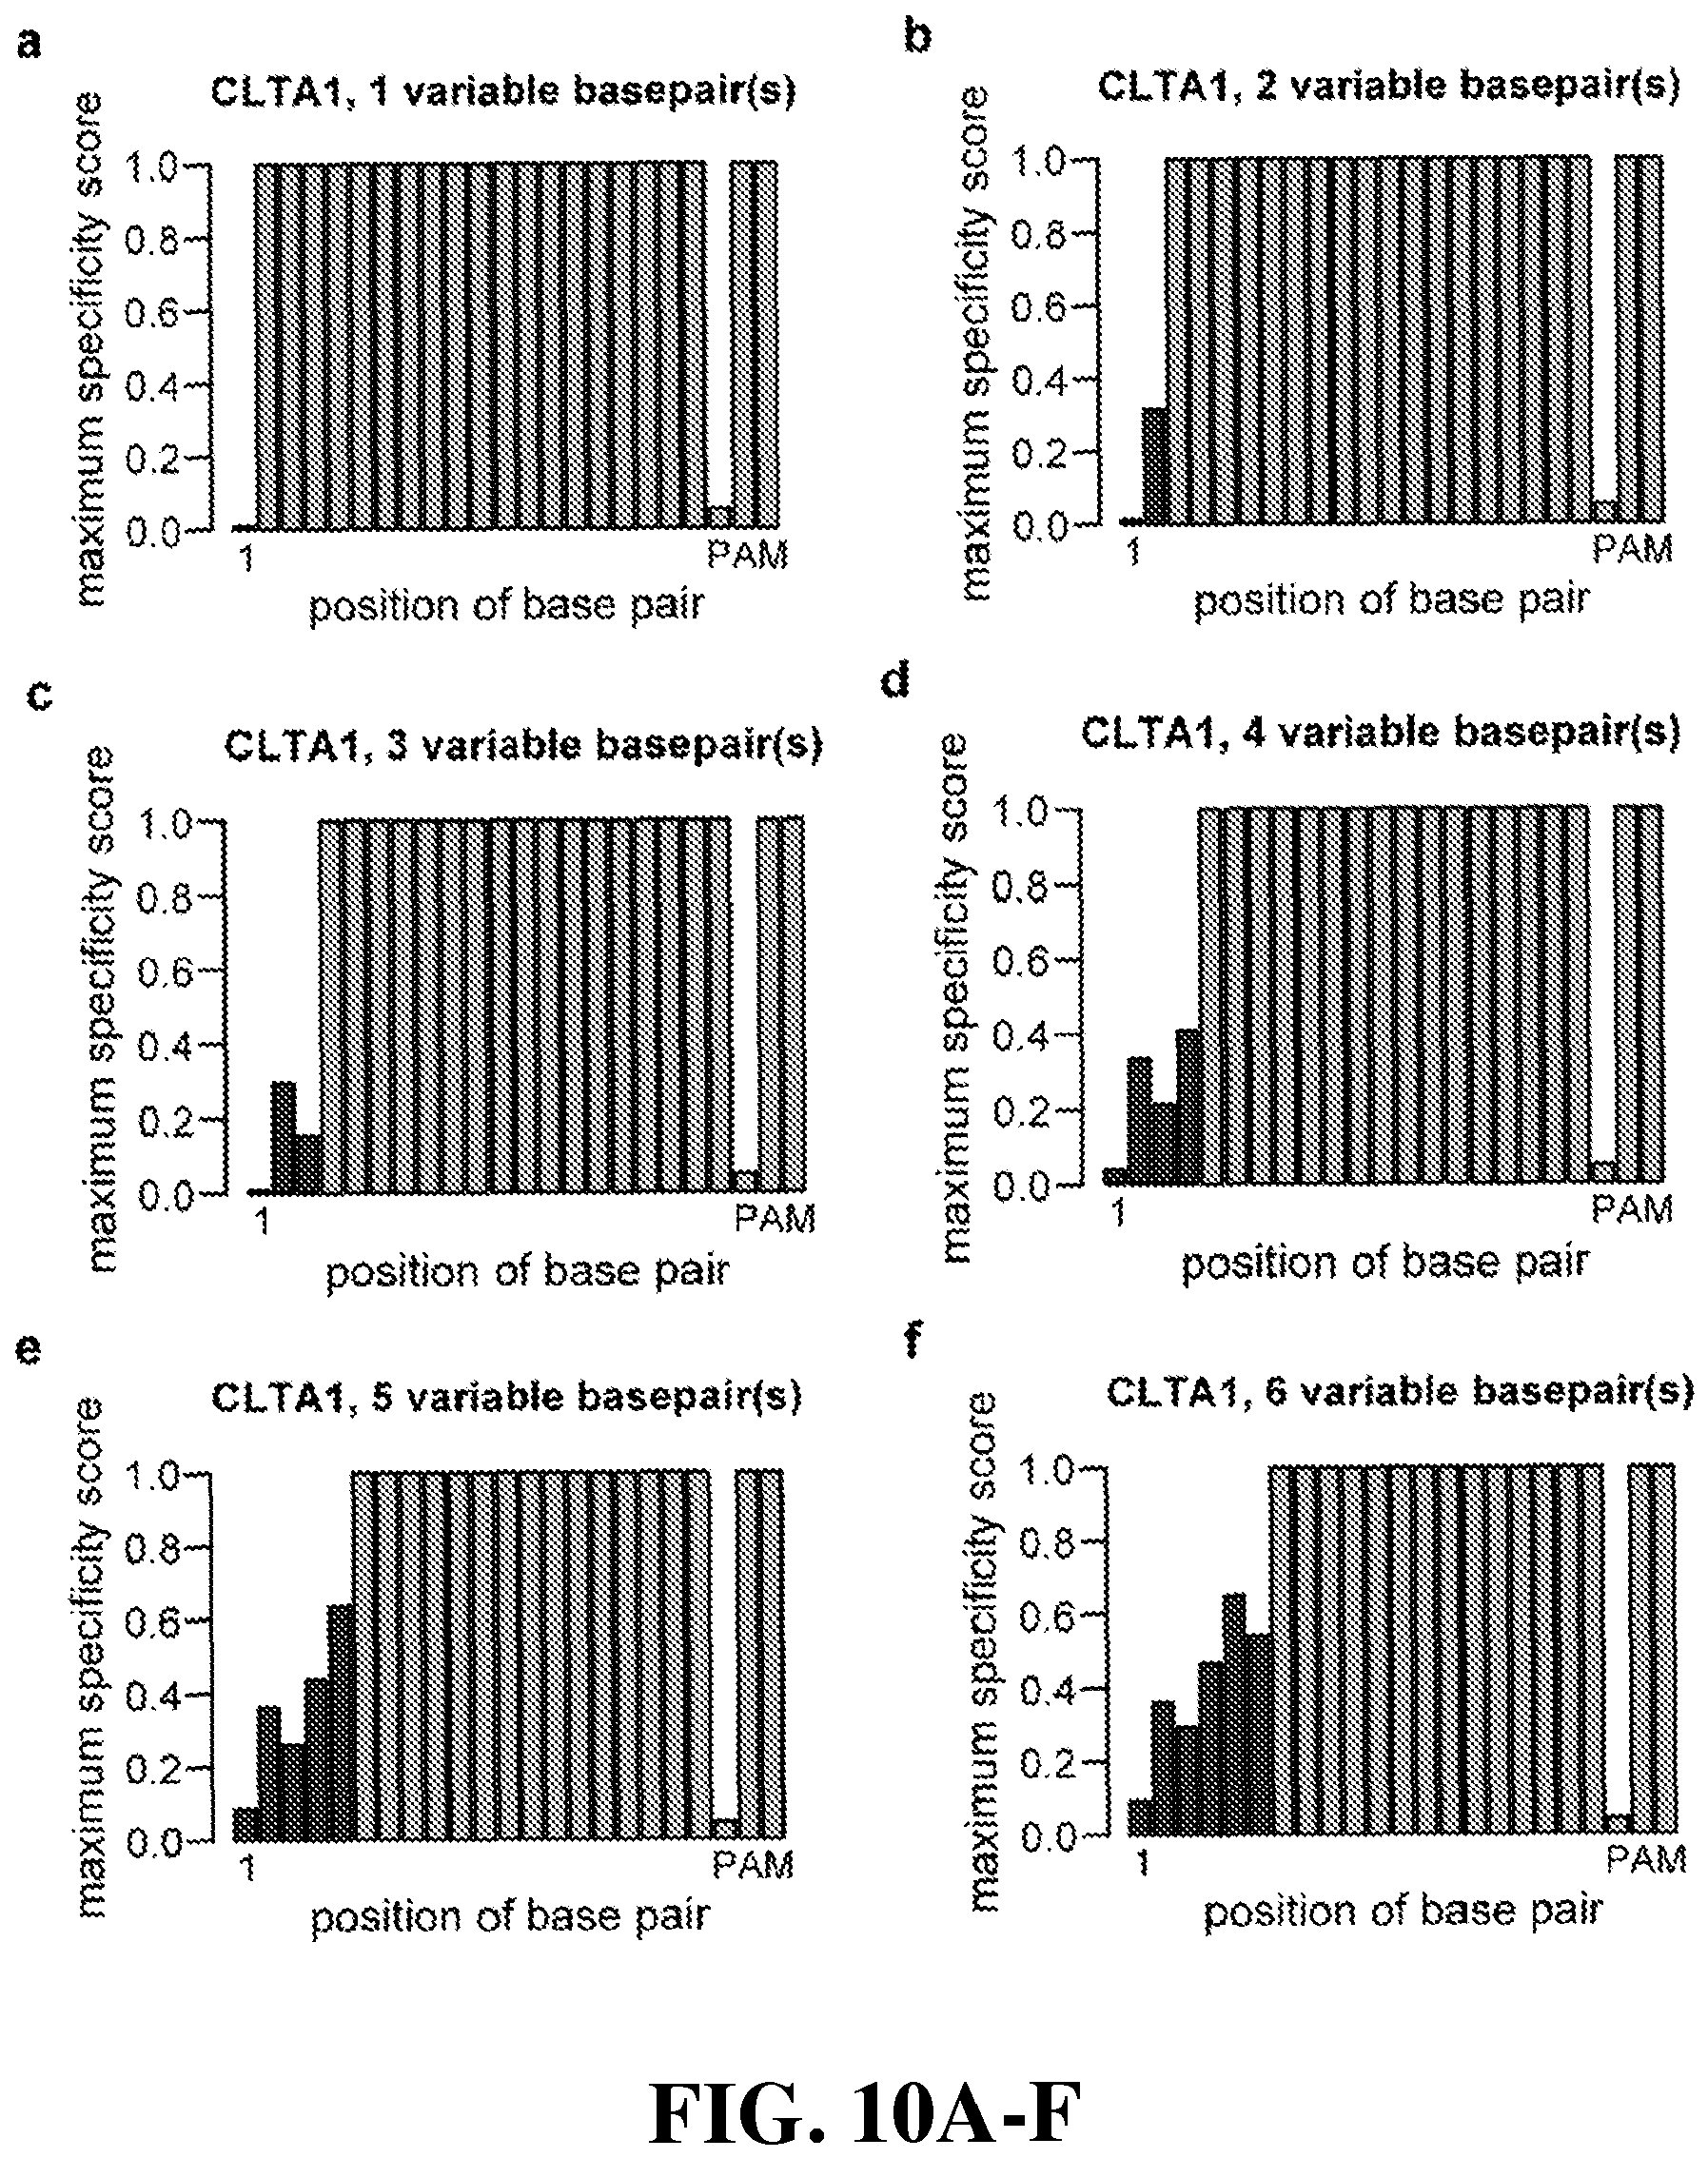 a
CLTA1, 1 variable basepair(s)
maximum specificity score
1.0
0.8
0.6
0.4
0.2
0.0
1
PAM
position of base pair
b
CLTA1, 2 variable basepair(s)
maximum specificity score
1.0
0.8
0.6
0.4
0.2
0.0
1
PAM
position of base pair
c
CLTA1, 3 variable basepair(s)
maximum specificity score
1.0
0.8
0.6
0.4
0.2
0.0
1
PAM
position of base pair
d
CLTA1, 4 variable basepair(s)
maximum specificity score
1.0
0.8
0.6
0.4
0.2
0.0
1
PAM
position of base pair
e
CLTA1, 5 variable basepair(s)
maximum specificity score
1.0
0.8
0.6
0.4
0.2
0.0
1
PAM
position of base pair
f
CLTA1, 6 variable basepair(s)
maximum specificity score
1.0
0.8
0.6
0.4
0.2
0.0
1
PAM
position of base pair
FIG. 10A-F